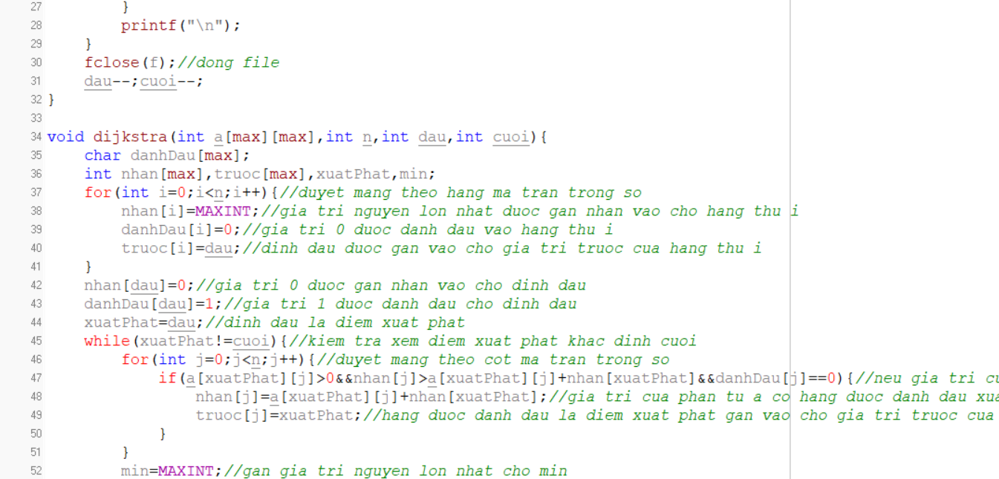 27 }
28 printf("\n");
29 }
30 fclose(f);//dong file
31 dau--;cuoi--;
32 }
33
34 void dijkstra(int a[max][max],int n,int dau,int cuoi){
35 char danhDau[max];
36 int nhan[max],truoc[max],xuatPhat,min;
37 for(int i=0;i<n;i++){//duyet mang theo hang ma tran trong so
38 nhan[i]=MAXINT;//gia tri nguyen lon nhat duoc gan nhan vao cho hang thu i
39 danhDau[i]=0;//gia tri 0 duoc danh dau vao hang thu i
40 truoc[i]=dau;//dinh dau duoc gan vao cho gia tri truoc cua hang thu i
41 }
42 nhan[dau]=0;//gia tri 0 duoc gan nhan vao cho dinh dau
43 danhDau[dau]=1;//gia tri 1 duoc danh dau cho dinh dau
44 xuatPhat=dau;//dinh dau la diem xuat phat
45 while(xuatPhat!=cuoi){//kiem tra xem diem xuat phat khac dinh cuoi
46 for(int j=0;j<n;j++){//duyet mang theo cot ma tran trong so
47 if(a[xuatPhat][j]>0&&nhan[j]>a[xuatPhat][j]+nhan[xuatPhat]&&danhDau[j]==0){//neu gia tri
48 nhan[j]=a[xuatPhat][j]+nhan[xuatPhat];//gia tri cua phan tu a co hang duoc danh dau
49 truoc[j]=xuatPhat;//hang duoc danh dau la diem xuat phat gan vao cho gia tri truoc cua
50 }
51 }
52 min=MAXINT;//gan gia tri nguyen lon nhat cho min